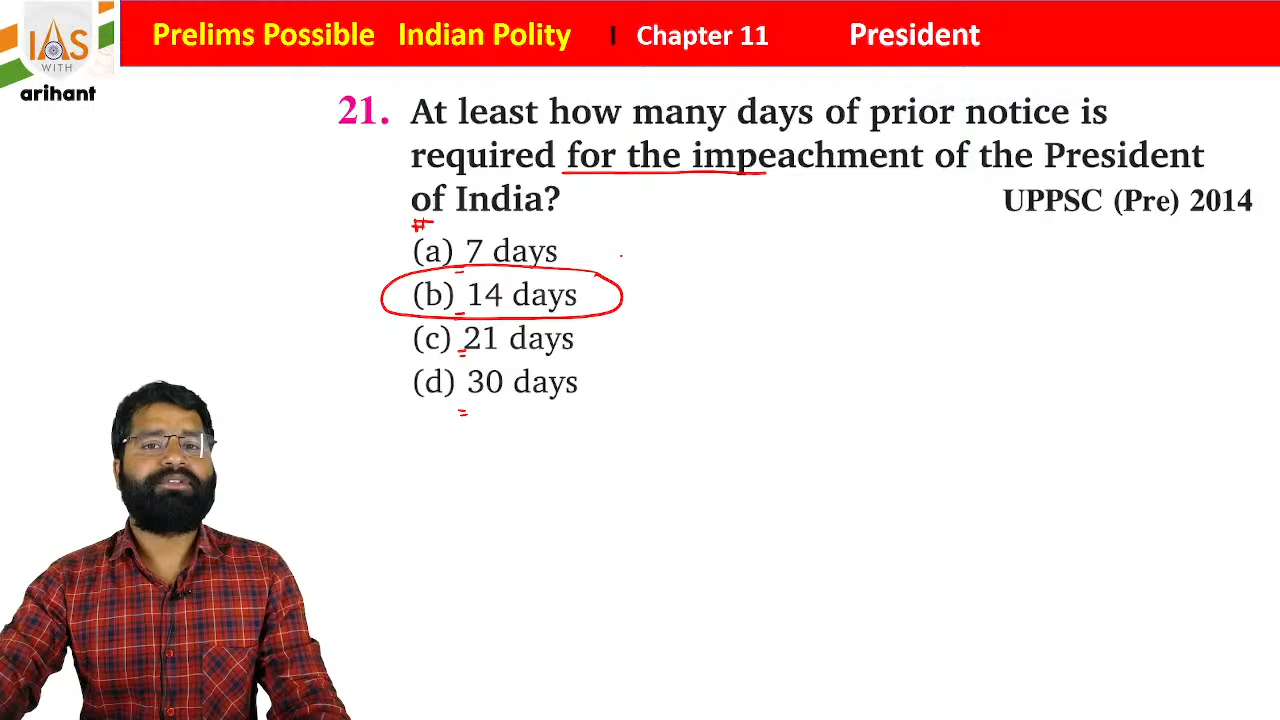 Prelims Possible Indian Polity | Chapter 11 President
IAS
WITH
arihant
21. At least how many days of prior notice is
required for the impeachment of the President
of India? UPPSC (Pre) 2014
(a) 7 days
(b) 14 days
(c) 21 days
(d) 30 days